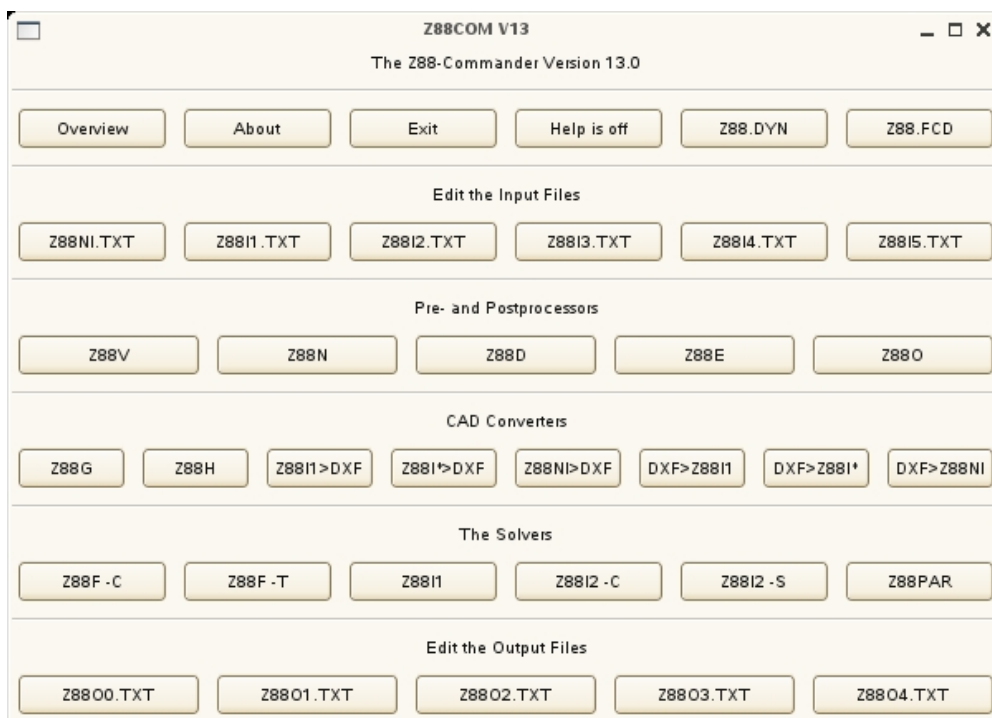 Z88COM V13
The Z88-Commander Version 13.0
Overview About Exit Help is off Z88.DYN Z88.FCD
Edit the Input Files
Z88NI.TXT Z88I1.TXT Z88I2.TXT Z88I3.TXT Z88I4.TXT Z88I5.TXT
Pre- and Postprocessors
Z88V Z88N Z88D Z88E Z88O
CAD Converters
Z88G Z88H Z88I1>DXF Z88I*>DXF Z88NI>DXF DXF>Z88I1 DXF>Z88I* DXF>Z88NI
The Solvers
Z88F -C Z88F -T Z88I1 Z88I2 -C Z88I2 -S Z88PAR
Edit the Output Files
Z88O0.TXT Z88O1.TXT Z88O2.TXT Z88O3.TXT Z88O4.TXT